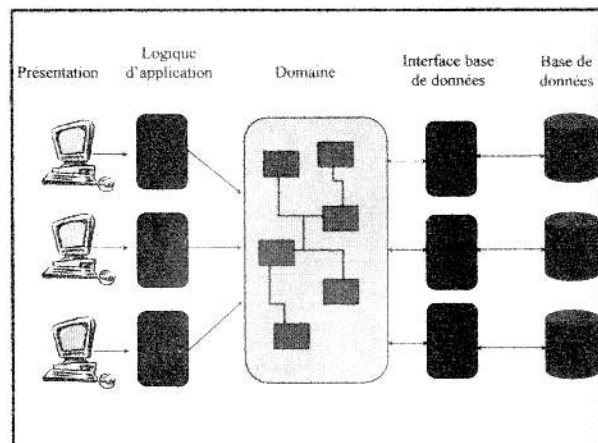 Présentation
Logique
d'application
Domaine
Interface base
de données
Base de
données